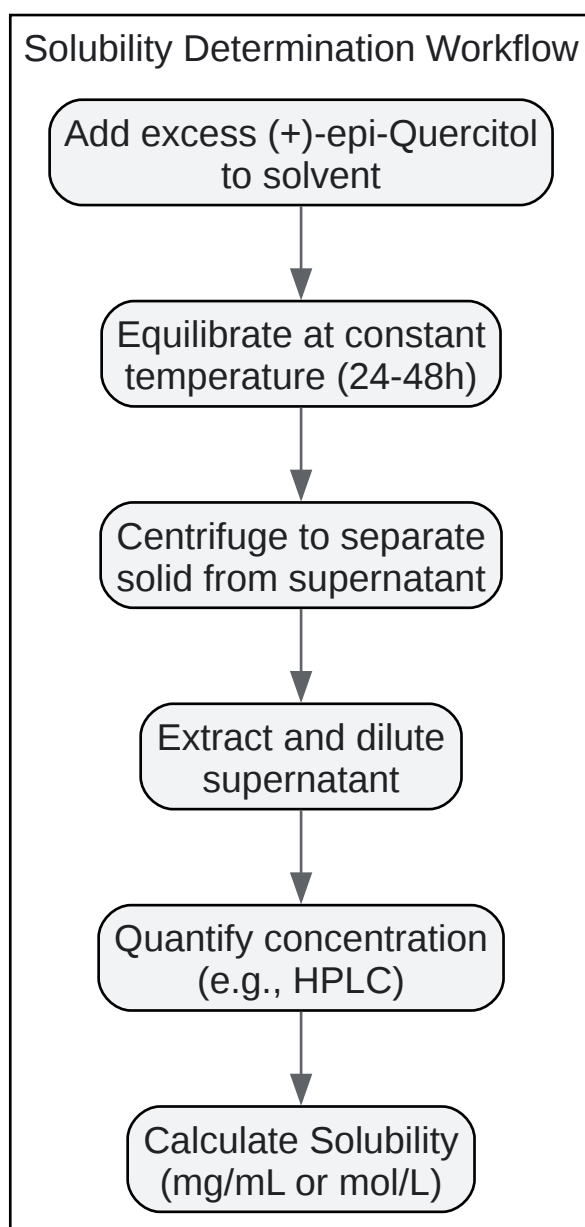 Solubility Determination Workflow
Add excess (+)-epi-Quercitol
to solvent
Equilibrate at constant
temperature (24-48h)
Centrifuge to separate
solid from supernatant
Extract and dilute
supernatant
Quantify concentration
(e.g., HPLC)
Calculate Solubility
(mg/mL or mol/L)